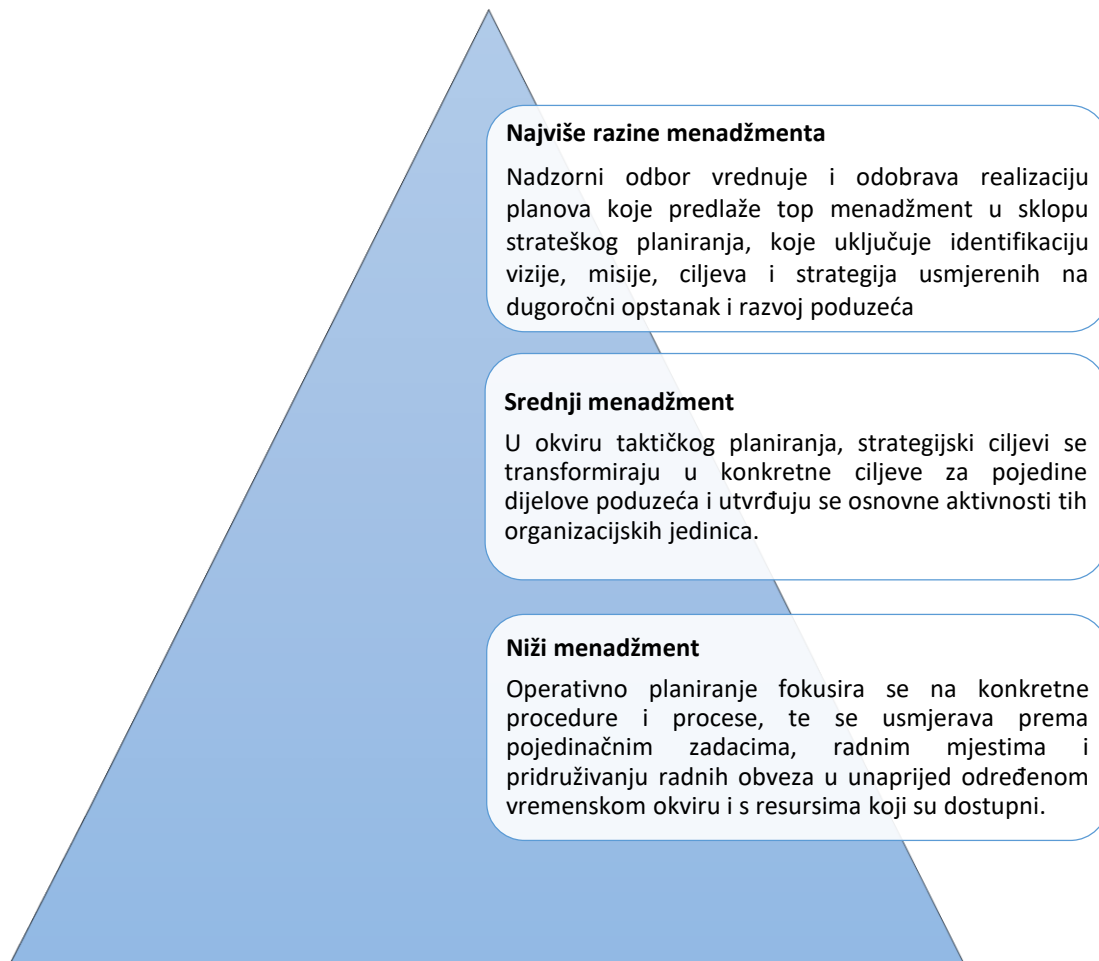 Najviše razine menadžmenta
Nadzorni odbor vrednuje i odobrava realizaciju
planova koje predlaže top menadžment u sklopu
strateškog planiranja, koje uključuje identifikaciju
vizije, misije, ciljeva i strategija usmjerenih na
dugoročni opstanak i razvoj poduzeća
Srednji menadžment
U okviru taktičkog planiranja, strategijski ciljevi se
transformiraju u konkretne ciljeve za pojedine
dijelove poduzeća i utvrđuju se osnovne aktivnosti tih
organizacijskih jedinica.
Niži menadžment
Operativno planiranje fokusira se na konkretne
procedure i procese, te se usmjerava prema
pojedinačnim zadacima, radnim mjestima i
pridruživanju radnih obveza u unaprijed određenom
vremenskom okviru i s resursima koji su dostupni.